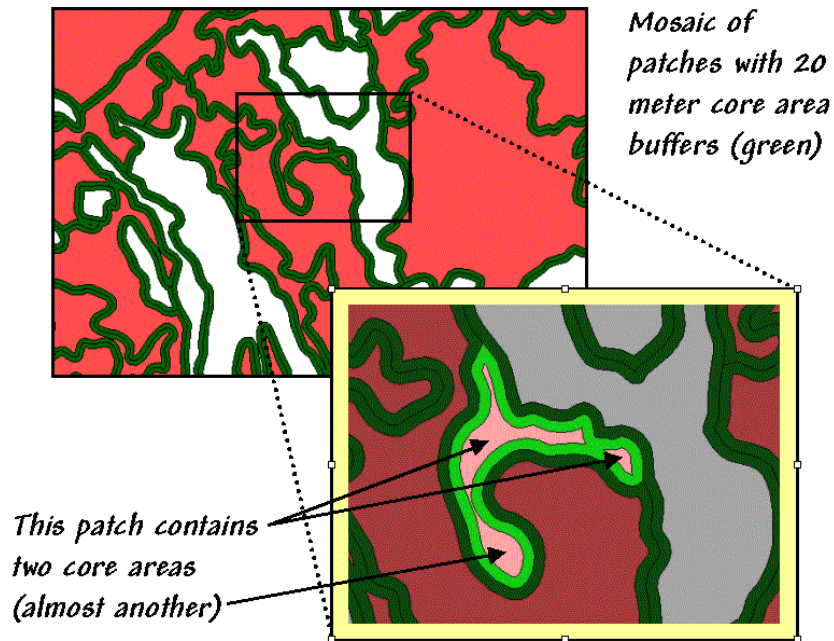 Mosaic of
patches with 20
meter core area
buffers (green)
This patch contains
two core areas
(almost another)